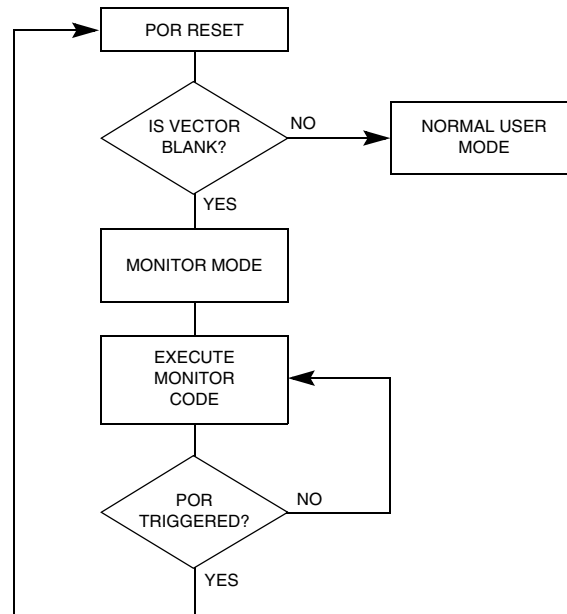 POR RESET
IS VECTOR
BLANK?
NO
NORMAL USER
MODE
YES
MONITOR MODE
EXECUTE
MONITOR
CODE
POR
TRIGGERED?
NO
YES